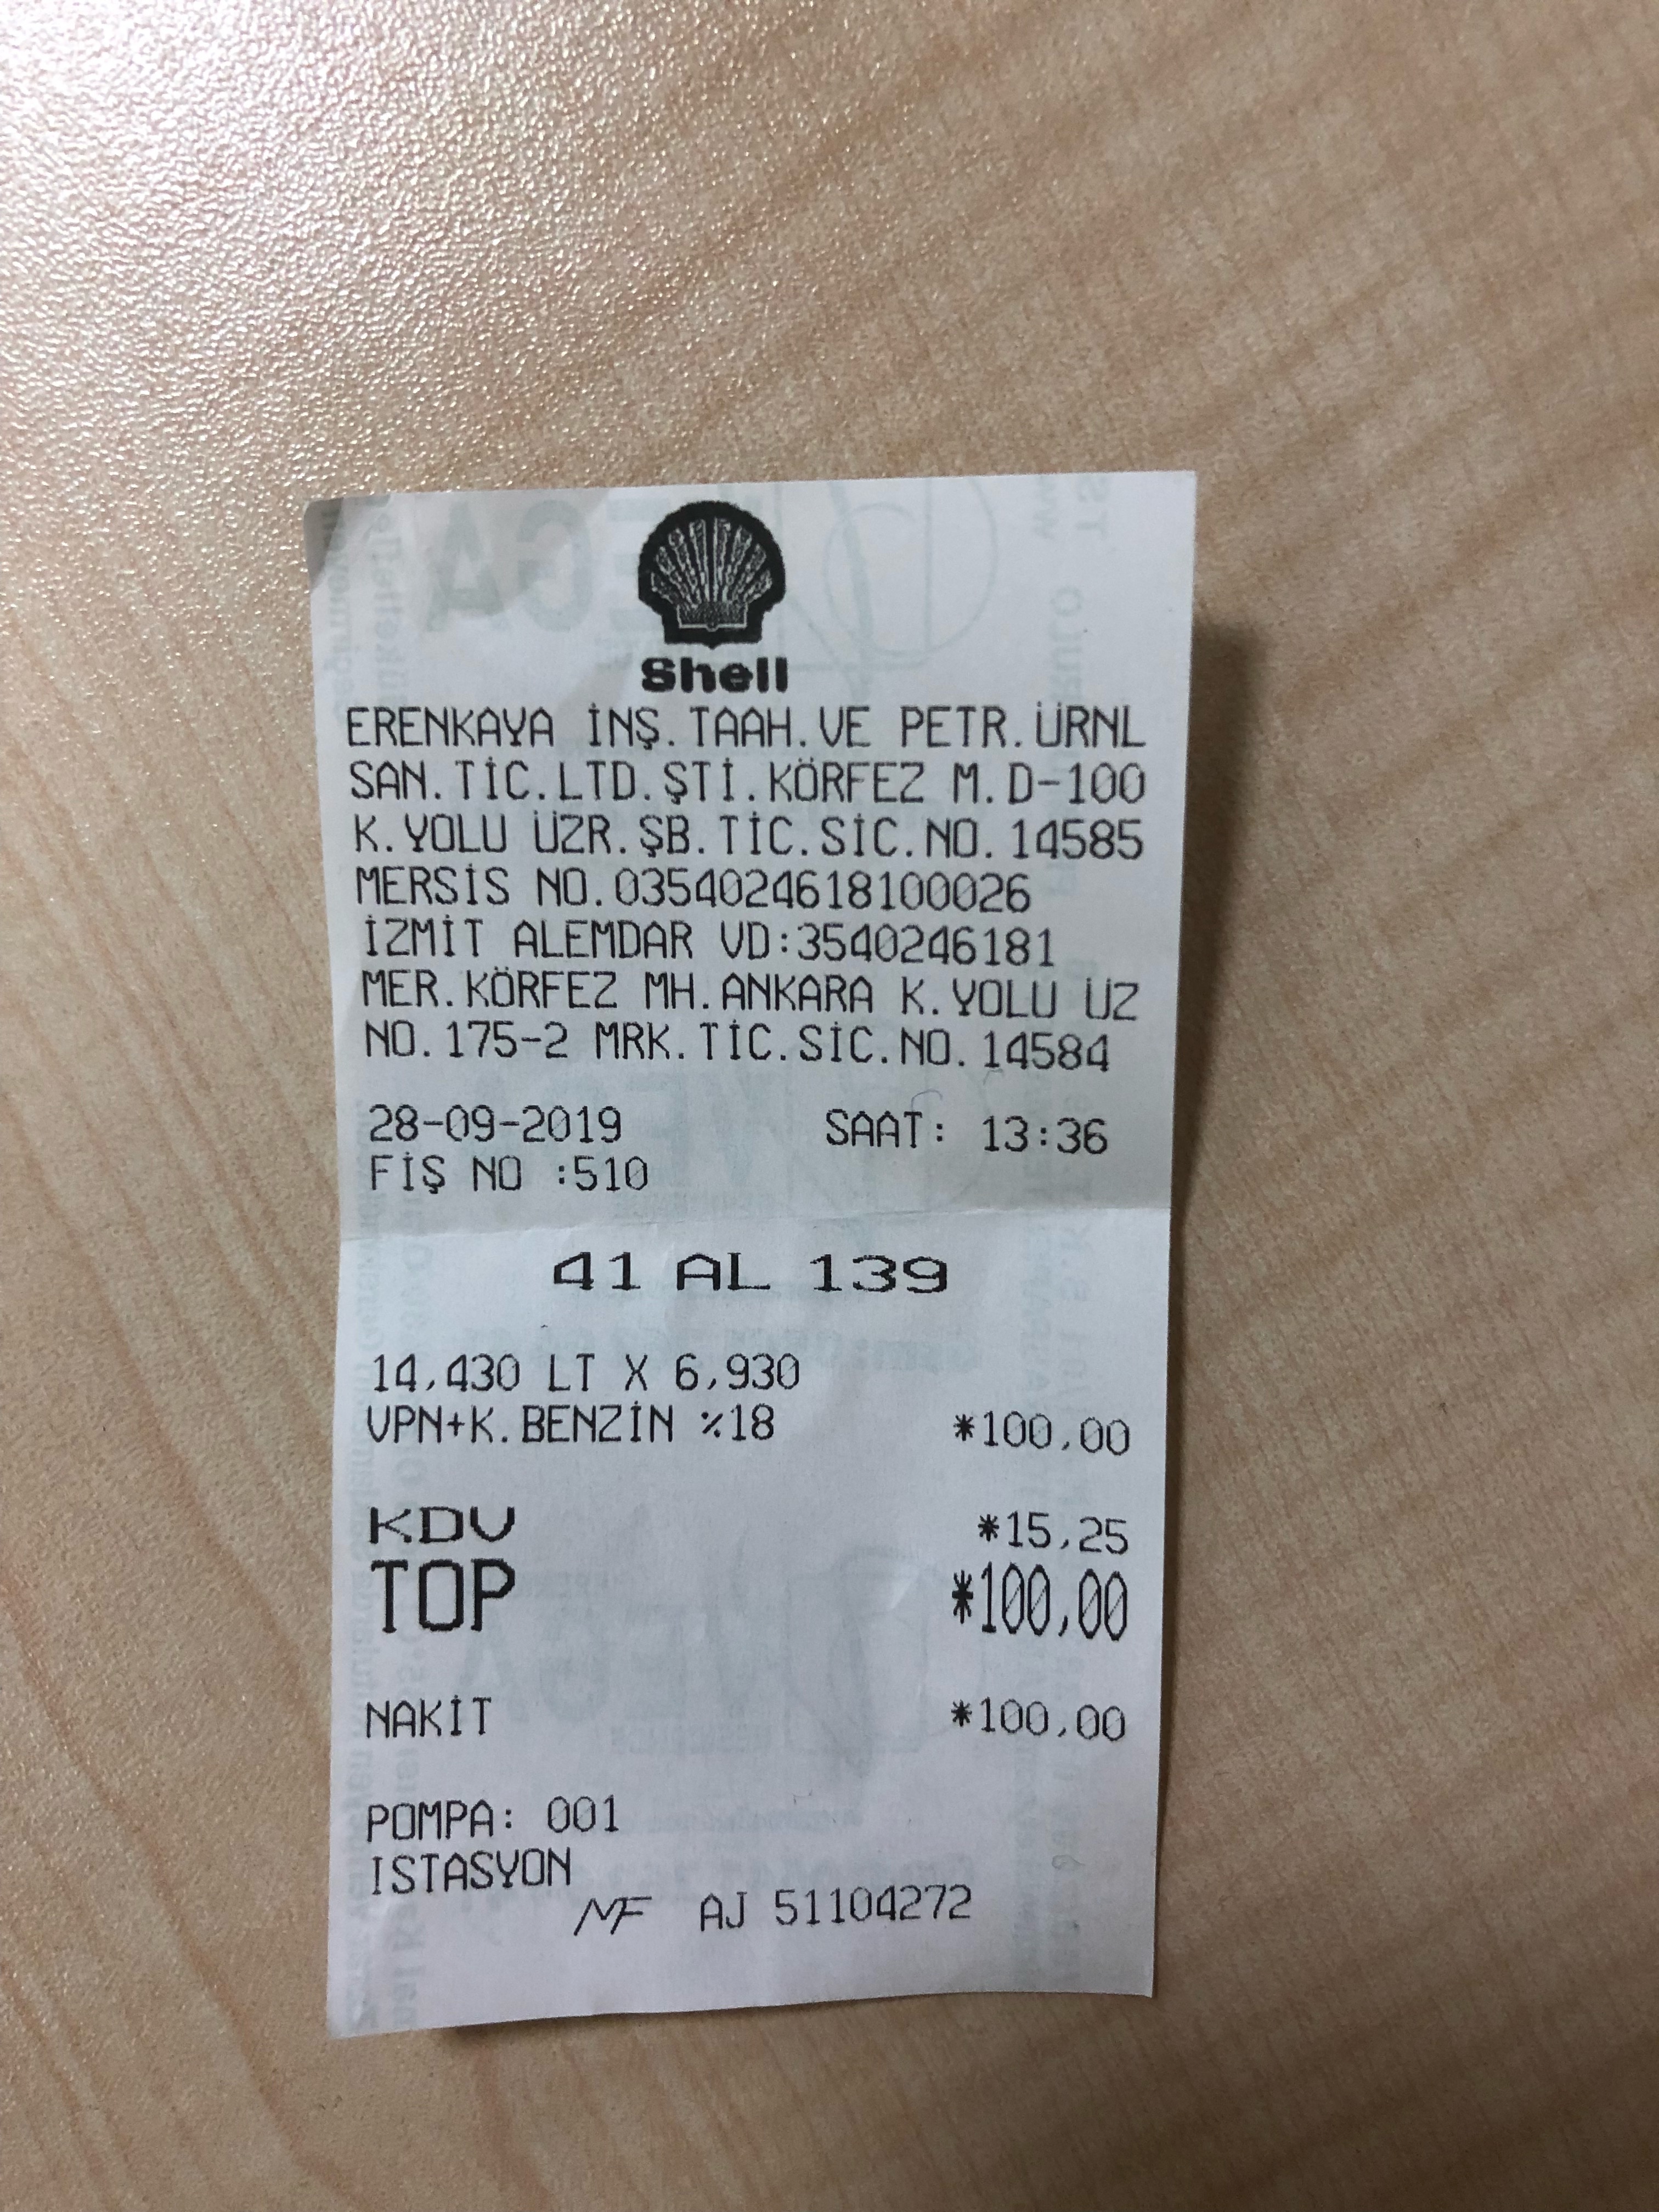 Shell
ERENKAYA İNŞ.TAAH.VE PETR.ÜRNL
SAN.TİC.LTD.ŞTİ.KÖRFEZ M.D-100
K.YOLU ÜZR.ŞB.TİC.SİC.NO.14585
MERSİS NO.0354024618100026
İZMİT ALEMDAR VD:3540246181
MER.KÖRFEZ MH.ANKARA K.YOLU ÜZ
NO.175-2 MRK.TİC.SİC.NO.14584
28-09-2019 SAAT: 13:36
FİŞ NO :510
41 AL 139
14,430 LT X 6,930
VPN+K.BENZİN %18 *100,00
KDV *15,25
TOP *100,00
NAKİT *100,00
POMPA: 001
ISTASYON
MF AJ 51104272